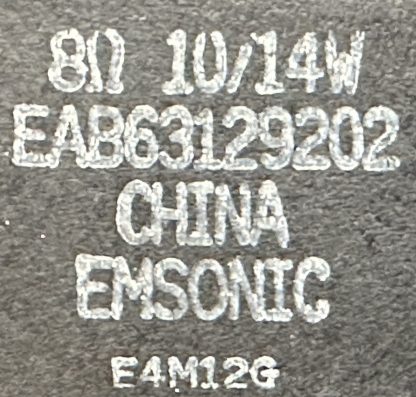 8Ω 10/14W
EAB63129202
CHINA
EMSONIC
E4M12G